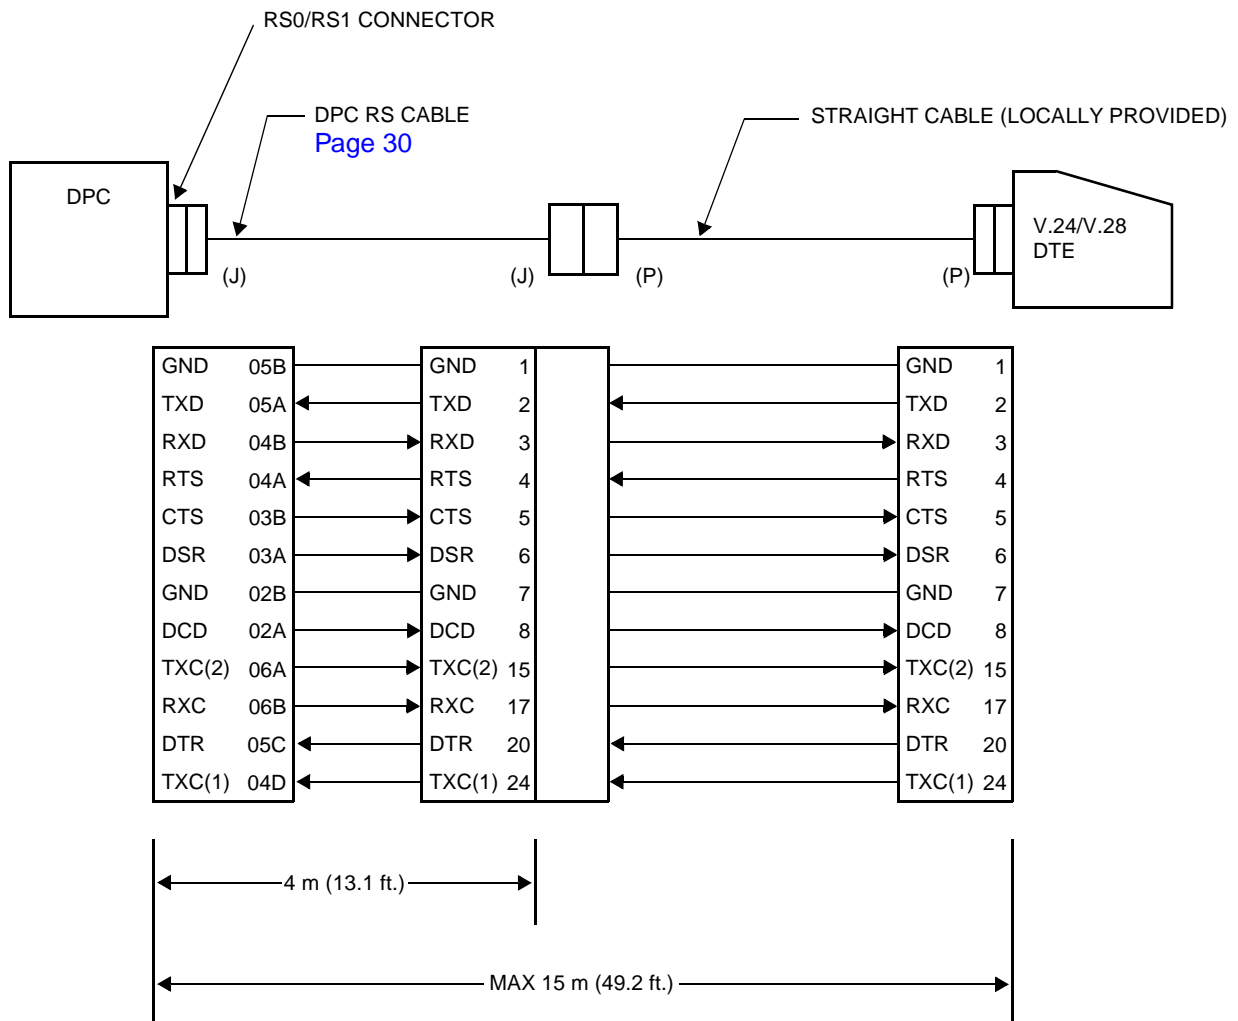 RS0/RS1 CONNECTOR
DPC RS CABLE
Page 30
STRAIGHT CABLE (LOCALLY PROVIDED)
DPC
V.24/V.28
DTE
(J) (J) (P) (P)
GND 05B GND 1 GND 1
TXD 05A TXD 2 TXD 2
RXD 04B RXD 3 RXD 3
RTS 04A RTS 4 RTS 4
CTS 03B CTS 5 CTS 5
DSR 03A DSR 6 DSR 6
GND 02B GND 7 GND 7
DCD 02A DCD 8 DCD 8
TXC(2) 06A TXC(2) 15 TXC(2) 15
RXC 06B RXC 17 RXC 17
DTR 05C DTR 20 DTR 20
TXC(1) 04D TXC(1) 24 TXC(1) 24
4 m (13.1 ft.)
MAX 15 m (49.2 ft.)